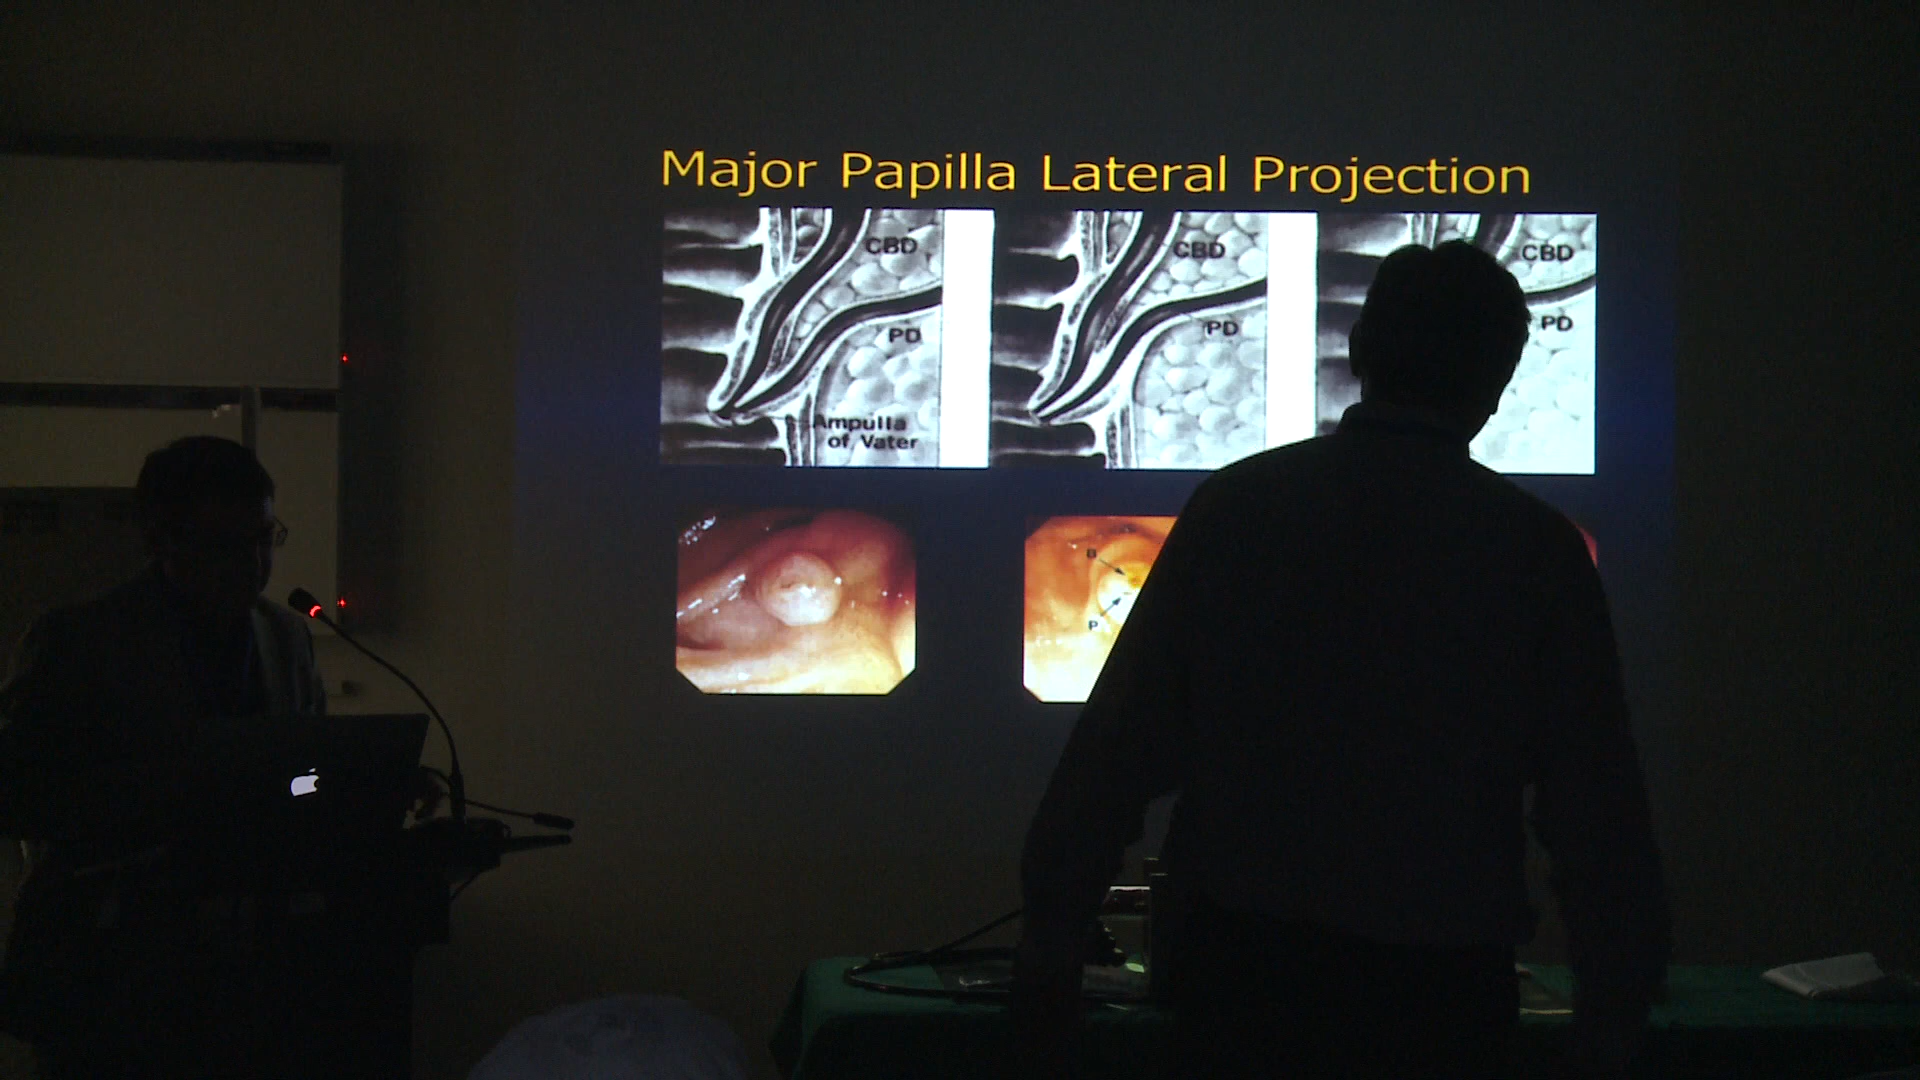 Major Papilla Lateral Projection
CBD
PD
Ampulla
of Vater
CBD
PD
CBD
PD
B
P